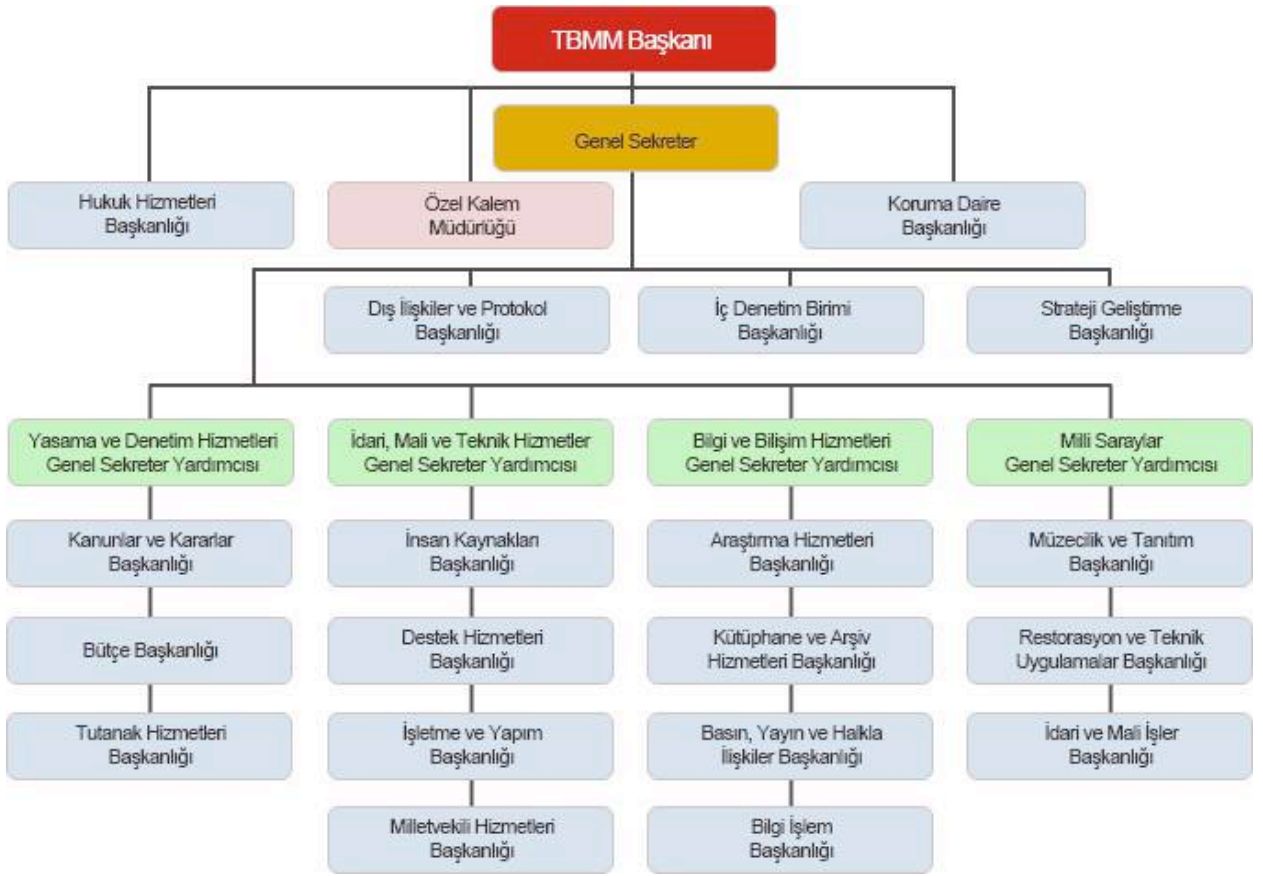 TBMM Başkanı
Genel Sekreter
Hukuk Hizmetleri
Başkanlığı
Özel Kalem
Müdürlüğü
Koruma Daire
Başkanlığı
Dış İlişkiler ve Protokol
Başkanlığı
İç Denetim Birimi
Başkanlığı
Strateji Geliştirme
Başkanlığı
Yasama ve Denetim Hizmetleri
Genel Sekreter Yardımcısı
İdari, Mali ve Teknik Hizmetler
Genel Sekreter Yardımcısı
Bilgi ve Bilişim Hizmetleri
Genel Sekreter Yardımcısı
Milli Saraylar
Genel Sekreter Yardımcısı
Kanunlar ve Kararlar
Başkanlığı
İnsan Kaynakları
Başkanlığı
Araştırma Hizmetleri
Başkanlığı
Müzecilik ve Tanıtım
Başkanlığı
Bütçe Başkanlığı
Destek Hizmetleri
Başkanlığı
Kütüphane ve Arşiv
Hizmetleri Başkanlığı
Restorasyon ve Teknik
Uygulamalar Başkanlığı
Tutanak Hizmetleri
Başkanlığı
İşletme ve Yapım
Başkanlığı
Basın, Yayın ve Halkla
İlişkiler Başkanlığı
İdari ve Mali İşler
Başkanlığı
Milletvekili Hizmetleri
Başkanlığı
Bilgi İşlem
Başkanlığı